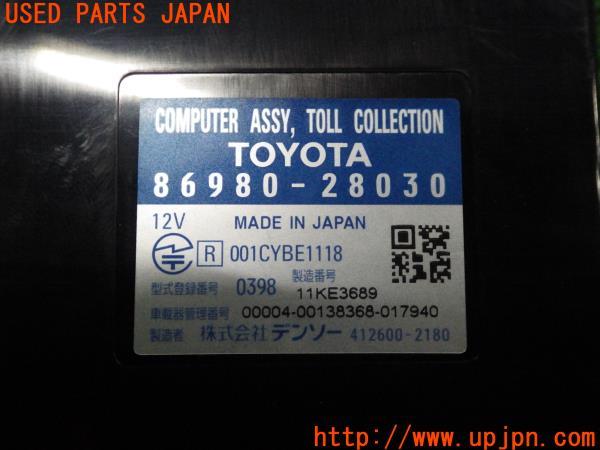 USED PARTS JAPAN
COMPUTER ASSY, TOLL COLLECTION
TOYOTA
86980-28030
12V MADE IN JAPAN
R 001CYBE1118
型式登録番号 0398 製造番号 11KE3689
車載器管理番号 00004-00138368-017940
製造者 株式会社 デンソー 412600-2180
http://www.upjpn.com